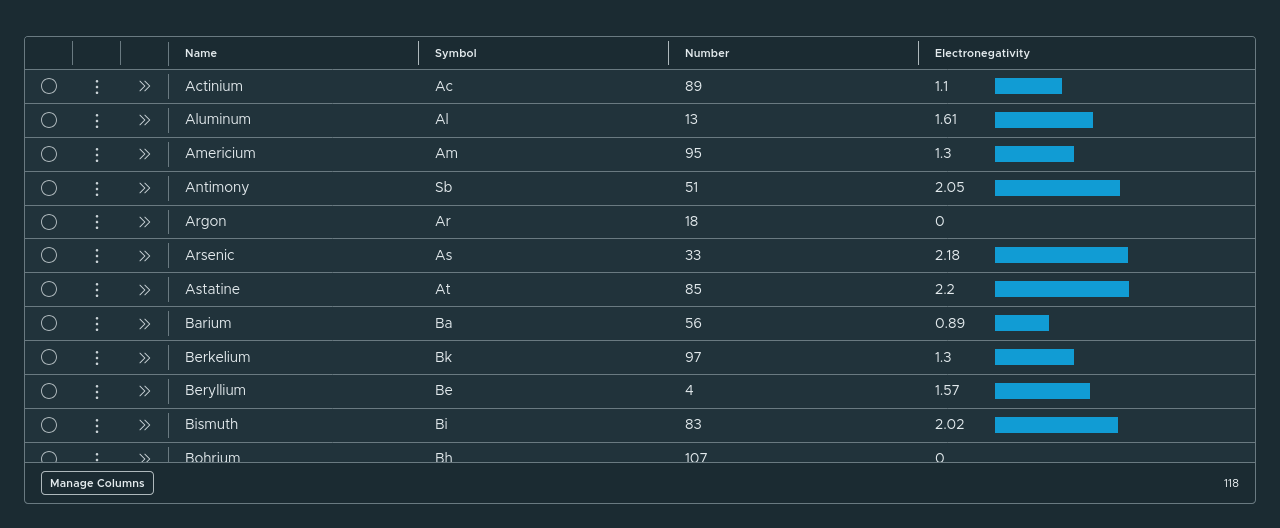 Name Symbol Number Electronegativity
Actinium Ac 89 1.1
Aluminum Al 13 1.61
Americium Am 95 1.3
Antimony Sb 51 2.05
Argon Ar 18 0
Arsenic As 33 2.18
Astatine At 85 2.2
Barium Ba 56 0.89
Berkelium Bk 97 1.3
Beryllium Be 4 1.57
Bismuth Bi 83 2.02
Bohrium Bh 107 0
Manage Columns 118